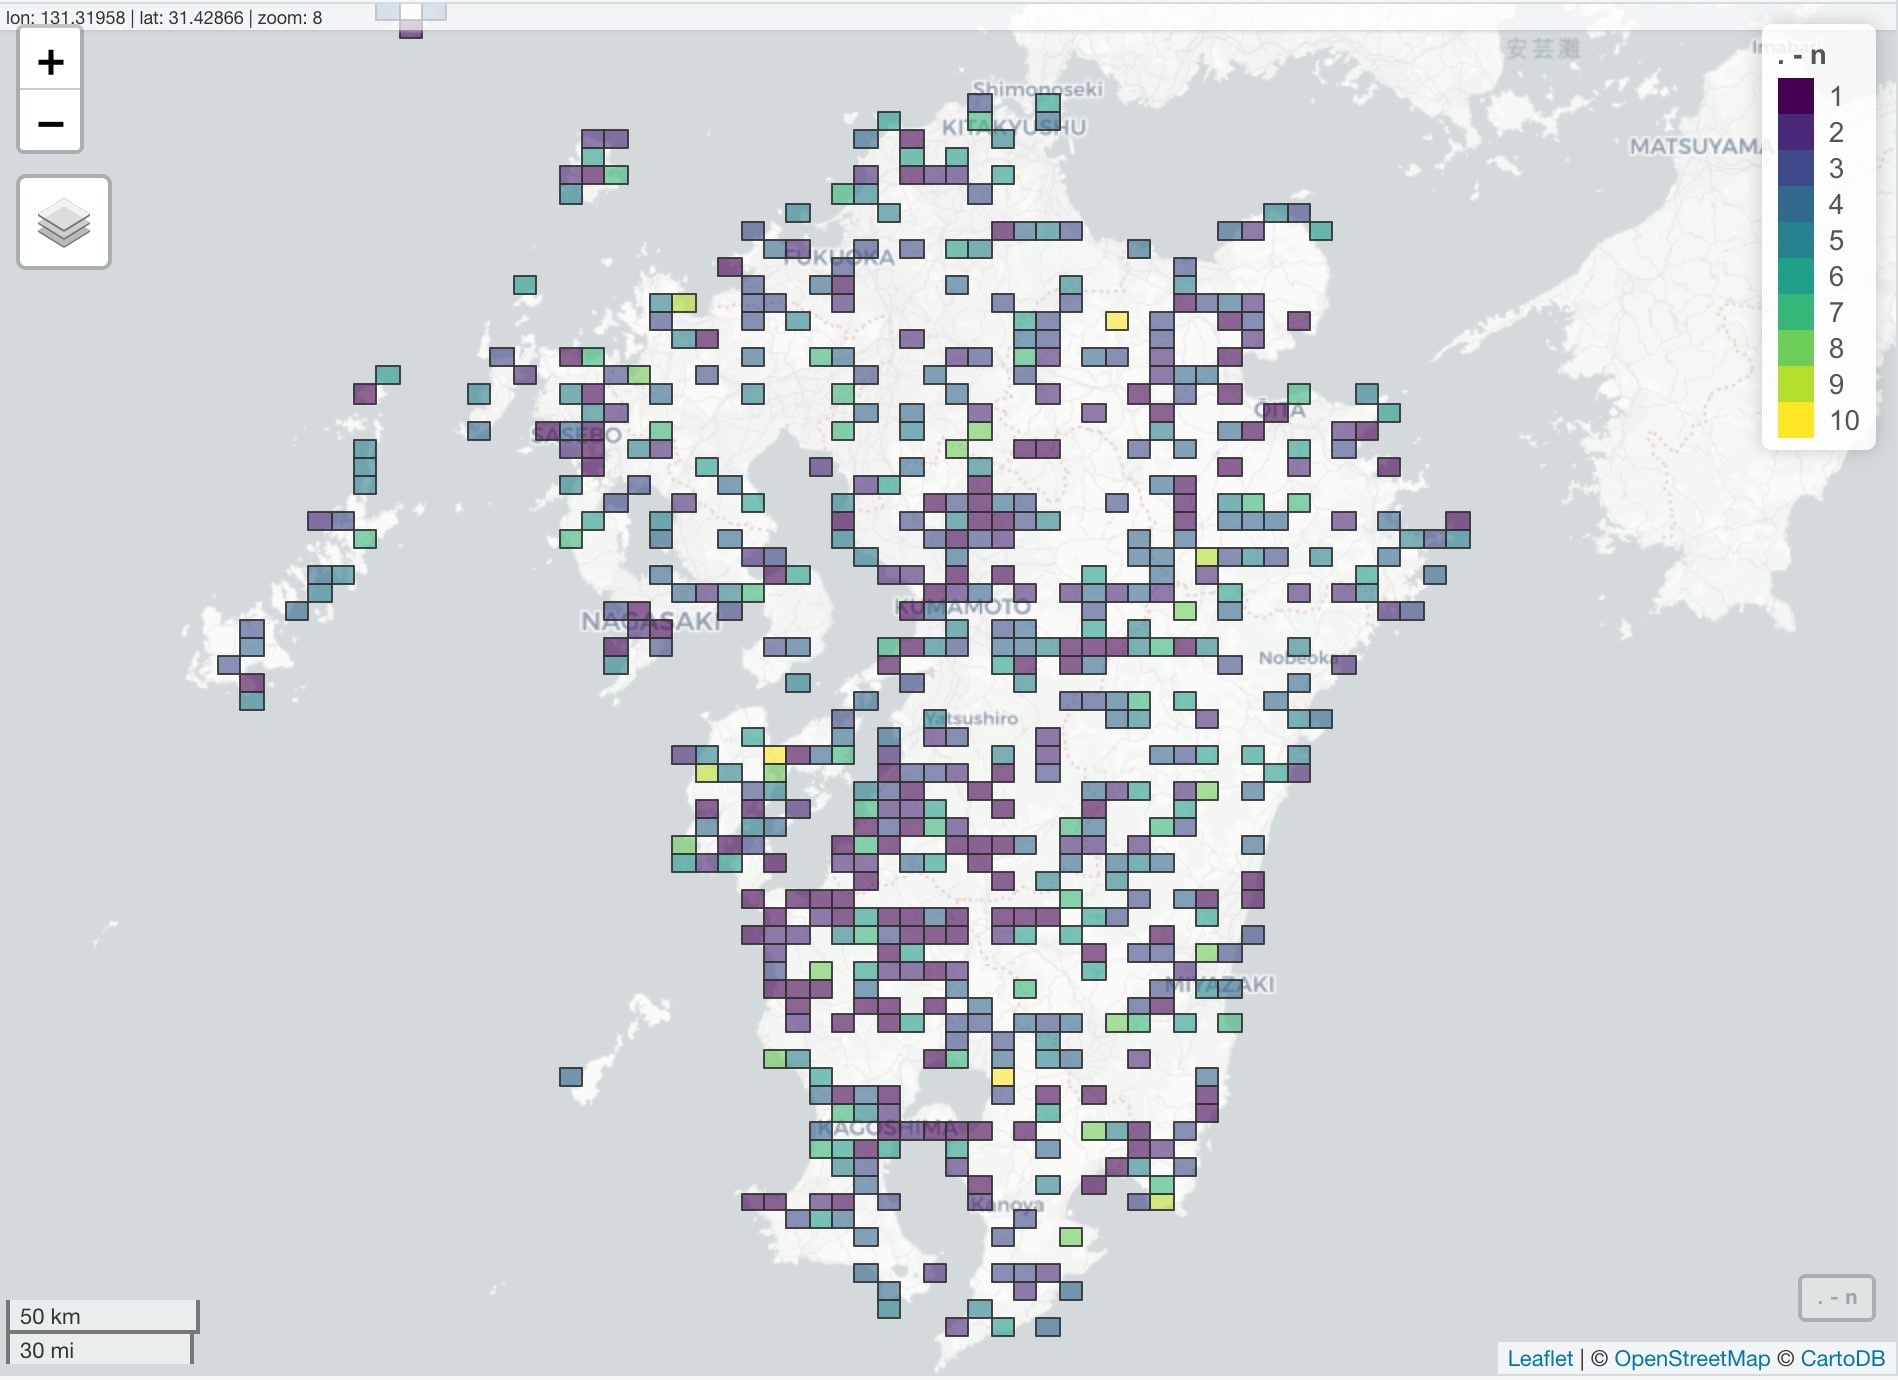 lon: 131.31958 | lat: 31.42866 | zoom: 8
+
−
安芸灘
Imabari
. - n
1
2
3
4
5
6
7
8
9
10
Shimonoseki
KITAKYUSHU
MATSUYAMA
FUKUOKA
ŌITA
SASEBO
KUMAMOTO
NAGASAKI
Nobeoka
Yatsushiro
MIYAZAKI
KAGOSHIMA
Kanoya
. - n
50 km
30 mi
Leaflet | © OpenStreetMap © CartoDB